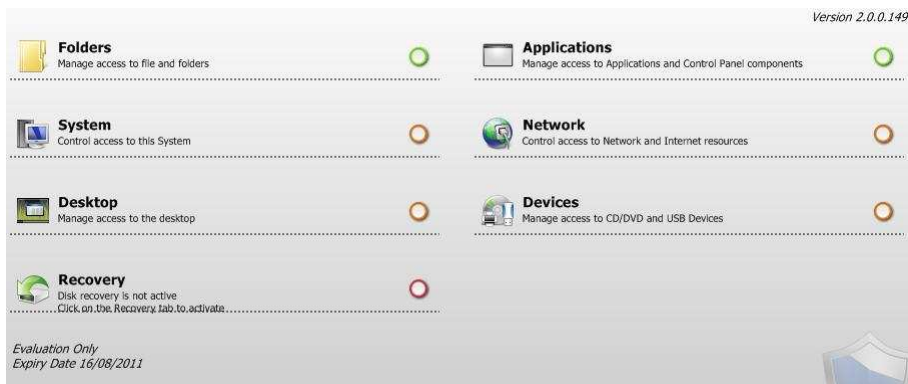 Version 2.0.0.149
Folders
Manage access to file and folders
Applications
Manage access to Applications and Control Panel components
System
Control access to this System
Network
Control access to Network and Internet resources
Desktop
Manage access to the desktop
Devices
Manage access to CD/DVD and USB Devices
Recovery
Disk recovery is not active
Click on the Recovery tab to activate
Evaluation Only
Expiry Date 16/08/2011